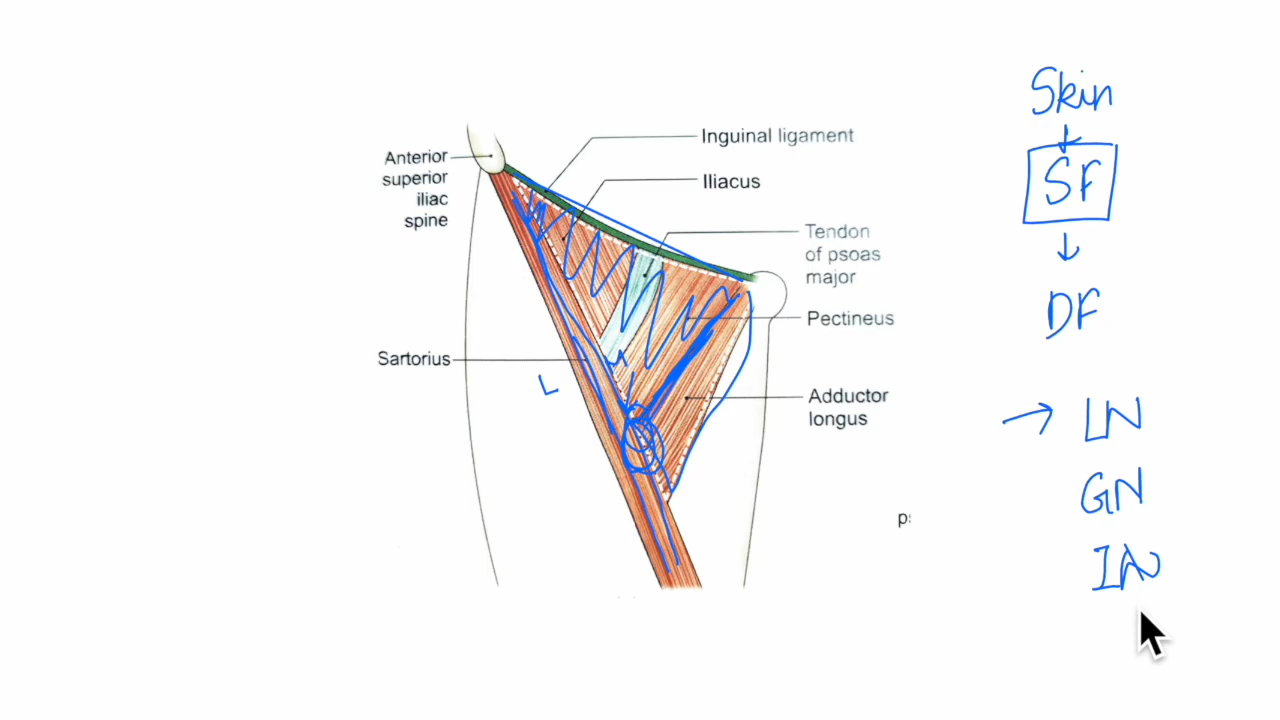 Anterior
superior
iliac
spine
Sartorius
L
Inguinal ligament
Iliacus
Tendon
of psoas
major
Pectineus
Adductor
longus
Skin
↓
SF
↓
DF
→ LN
GN